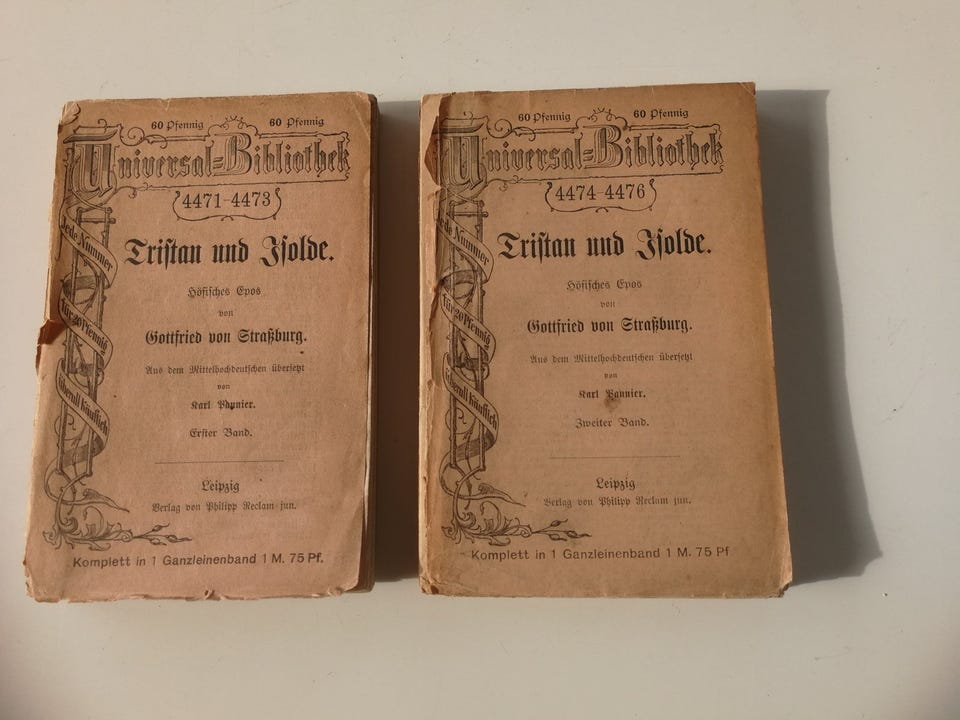 60 Pfennig 60 Pfennig
Universal=Bibliothek
4471-4473
Jede Nummer
für 20 Pfennig
überall käuflich
Tristan und Isolde.
Höfisches Epos
von
Gottfried von Straßburg.
Aus dem Mittelhochdeutschen übersetzt
von
Karl Pannier.
Erster Band.
Leipzig
Verlag von Philipp Reclam jun.
Komplett in 1 Ganzleinenband 1 M. 75 Pf.
60 Pfennig 60 Pfennig
Universal=Bibliothek
4474-4476
Jede Nummer
für 20 Pfennig
überall käuflich
Tristan und Isolde.
Höfisches Epos
von
Gottfried von Straßburg.
Aus dem Mittelhochdeutschen übersetzt
von
Karl Pannier.
Zweiter Band.
Leipzig
Verlag von Philipp Reclam jun.
Komplett in 1 Ganzleinenband 1 M. 75 Pf